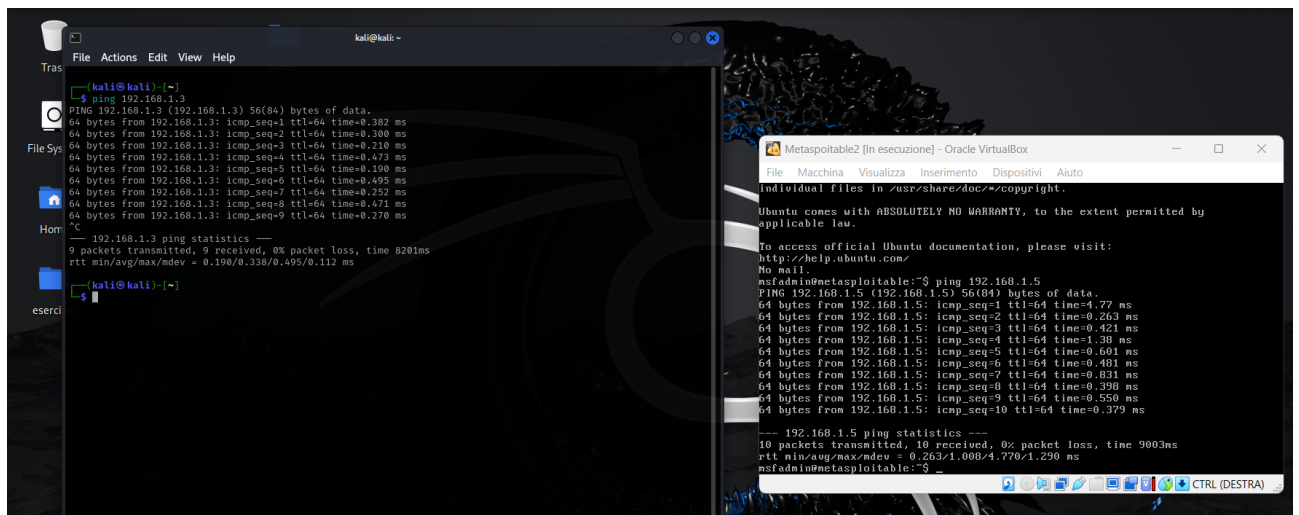 Tras
File Sys
Hom
eserci
kali@kali: ~
File Actions Edit View Help
(kali㉿kali)-[~]
$ ping 192.168.1.3
PING 192.168.1.3 (192.168.1.3) 56(84) bytes of data.
64 bytes from 192.168.1.3: icmp_seq=1 ttl=64 time=0.382 ms
64 bytes from 192.168.1.3: icmp_seq=2 ttl=64 time=0.300 ms
64 bytes from 192.168.1.3: icmp_seq=3 ttl=64 time=0.210 ms
64 bytes from 192.168.1.3: icmp_seq=4 ttl=64 time=0.473 ms
64 bytes from 192.168.1.3: icmp_seq=5 ttl=64 time=0.190 ms
64 bytes from 192.168.1.3: icmp_seq=6 ttl=64 time=0.495 ms
64 bytes from 192.168.1.3: icmp_seq=7 ttl=64 time=0.252 ms
64 bytes from 192.168.1.3: icmp_seq=8 ttl=64 time=0.471 ms
64 bytes from 192.168.1.3: icmp_seq=9 ttl=64 time=0.270 ms
^C
— 192.168.1.3 ping statistics —
9 packets transmitted, 9 received, 0% packet loss, time 8201ms
rtt min/avg/max/mdev = 0.190/0.338/0.495/0.112 ms
(kali㉿kali)-[~]
$
Metaspoitable2 [In esecuzione] - Oracle VirtualBox
File Macchina Visualizza Inserimento Dispositivi Aiuto
individual files in /usr/share/doc/*/copyright.
Ubuntu comes with ABSOLUTELY NO WARRANTY, to the extent permitted by
applicable law.
To access official Ubuntu documentation, please visit:
http://help.ubuntu.com/
No mail.
msfadmin@metasploitable:~$ ping 192.168.1.5
PING 192.168.1.5 (192.168.1.5) 56(84) bytes of data.
64 bytes from 192.168.1.5: icmp_seq=1 ttl=64 time=4.77 ms
64 bytes from 192.168.1.5: icmp_seq=2 ttl=64 time=0.263 ms
64 bytes from 192.168.1.5: icmp_seq=3 ttl=64 time=0.421 ms
64 bytes from 192.168.1.5: icmp_seq=4 ttl=64 time=1.38 ms
64 bytes from 192.168.1.5: icmp_seq=5 ttl=64 time=0.601 ms
64 bytes from 192.168.1.5: icmp_seq=6 ttl=64 time=0.481 ms
64 bytes from 192.168.1.5: icmp_seq=7 ttl=64 time=0.831 ms
64 bytes from 192.168.1.5: icmp_seq=8 ttl=64 time=0.398 ms
64 bytes from 192.168.1.5: icmp_seq=9 ttl=64 time=0.550 ms
64 bytes from 192.168.1.5: icmp_seq=10 ttl=64 time=0.379 ms
--- 192.168.1.5 ping statistics ---
10 packets transmitted, 10 received, 0% packet loss, time 9003ms
rtt min/avg/max/mdev = 0.263/1.008/4.770/1.290 ms
msfadmin@metasploitable:~$ _
CTRL (DESTRA)